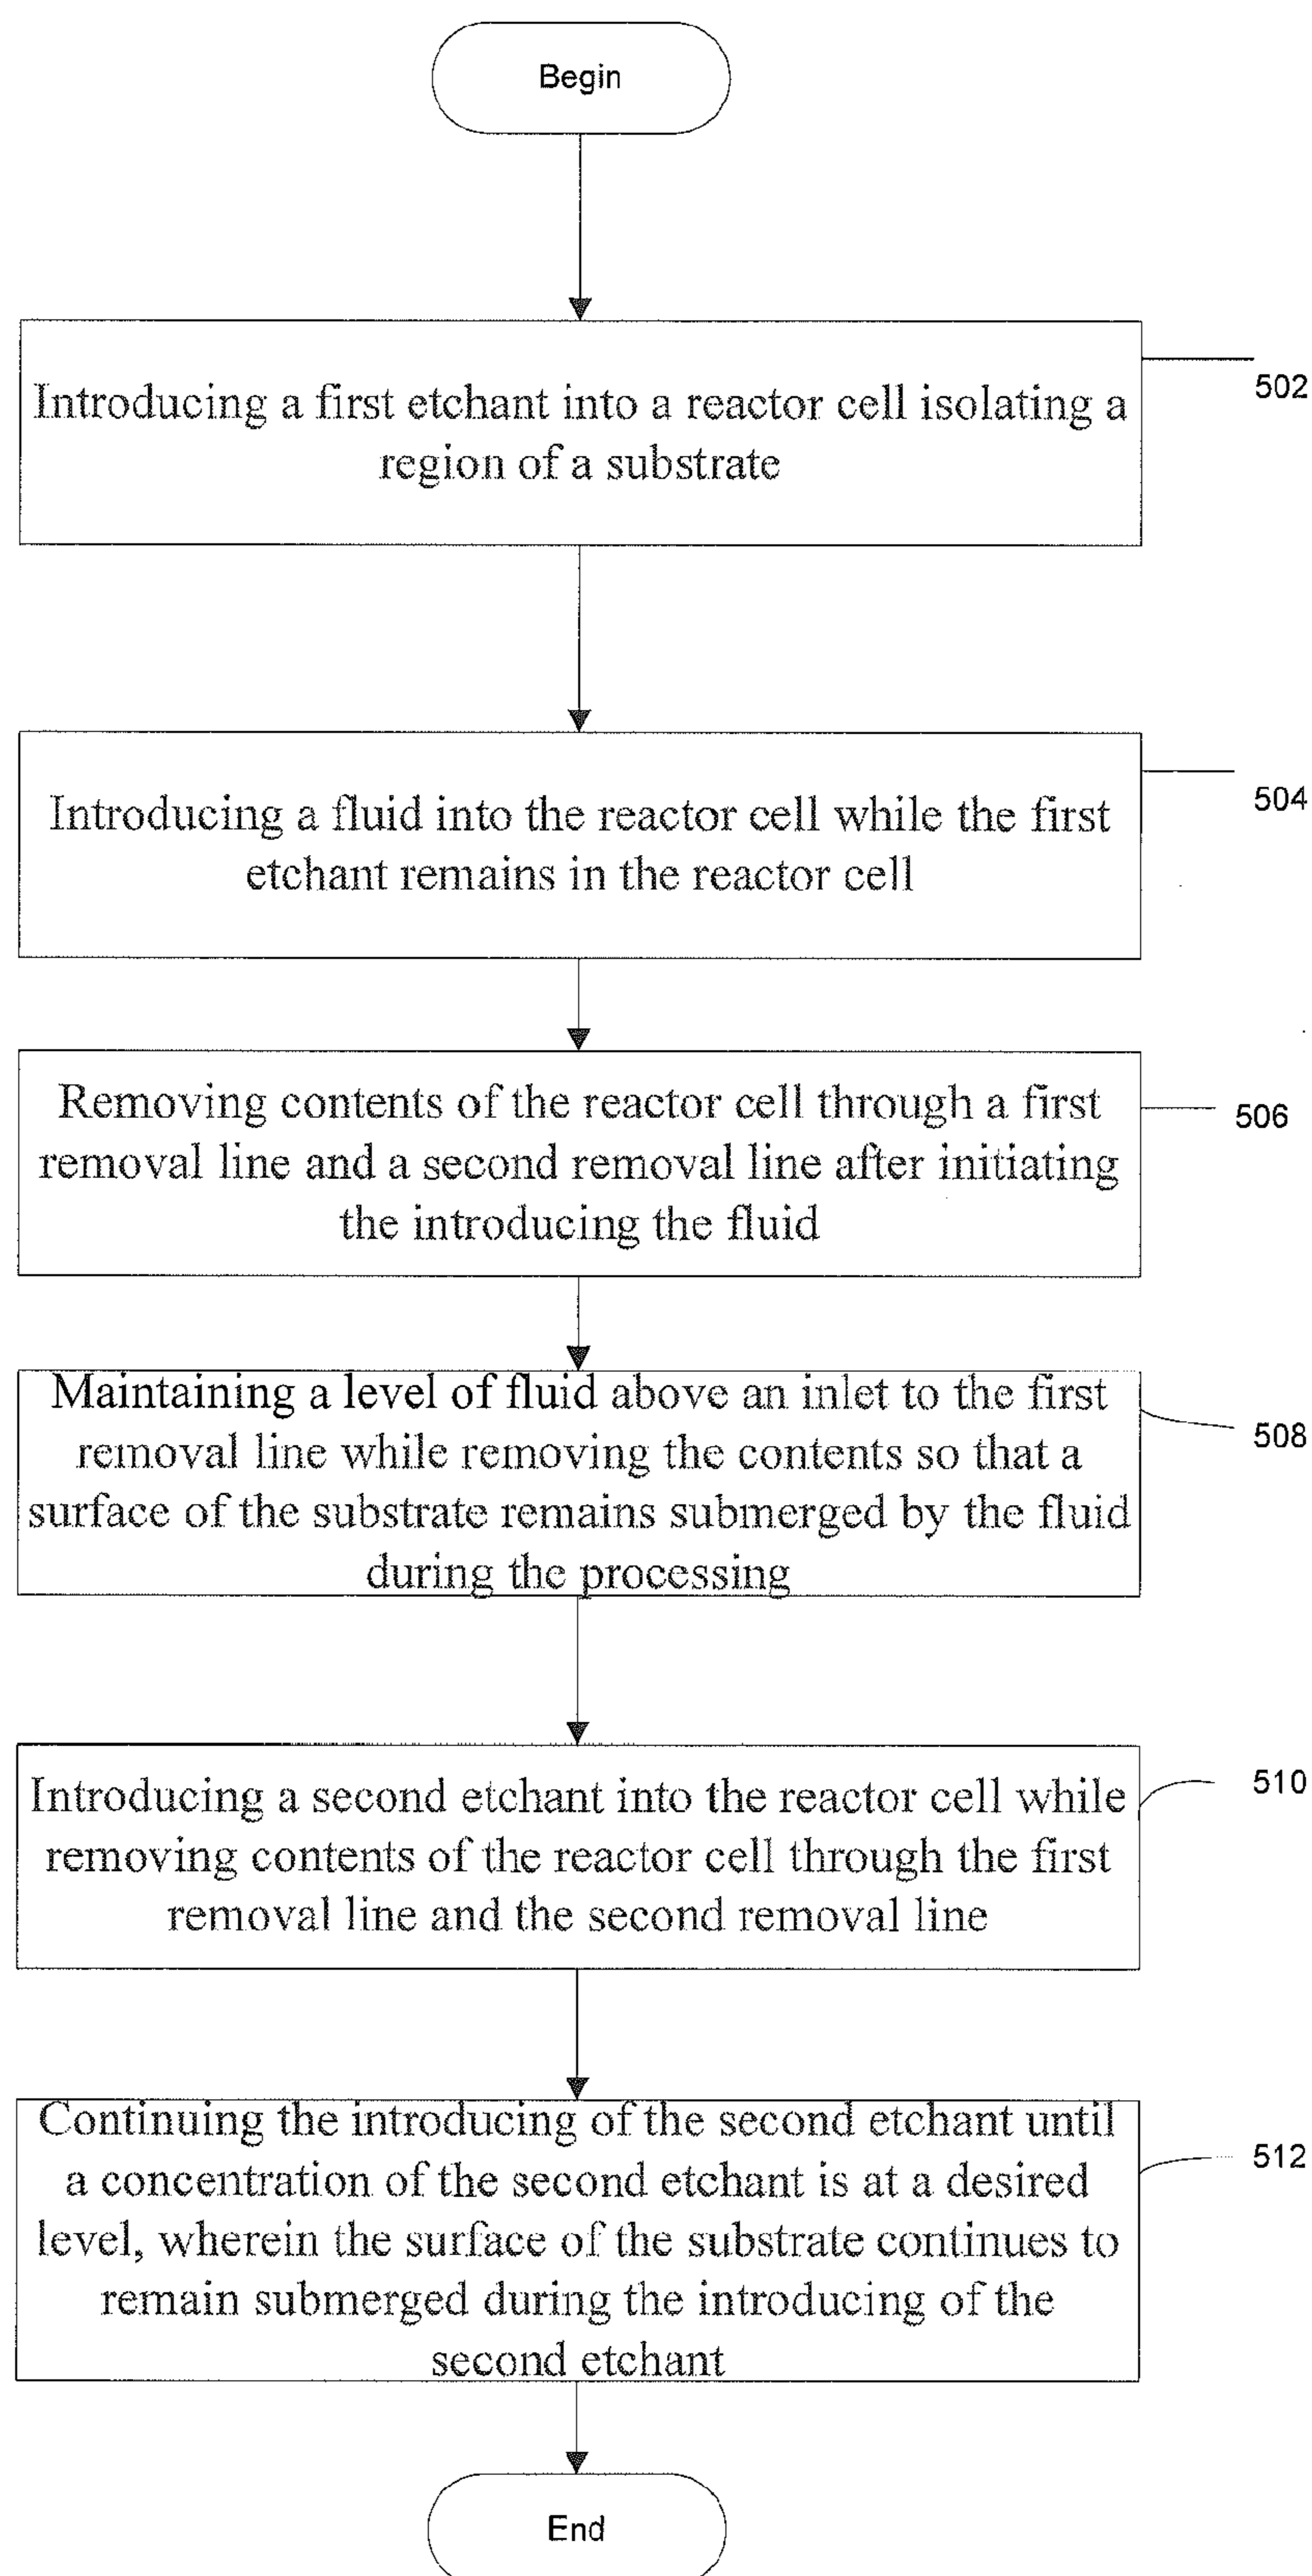 Begin
Introducing a first etchant into a reactor cell isolating a
region of a substrate
502
Introducing a fluid into the reactor cell while the first
etchant remains in the reactor cell
504
Removing contents of the reactor cell through a first
removal line and a second removal line after initiating
the introducing the fluid
506
Maintaining a level of fluid above an inlet to the first
removal line while removing the contents so that a
surface of the substrate remains submerged by the fluid
during the processing
508
Introducing a second etchant into the reactor cell while
removing contents of the reactor cell through the first
removal line and the second removal line
510
Continuing the introducing of the second etchant until
a concentration of the second etchant is at a desired
level, wherein the surface of the substrate continues to
remain submerged during the introducing of the
second etchant
512
End